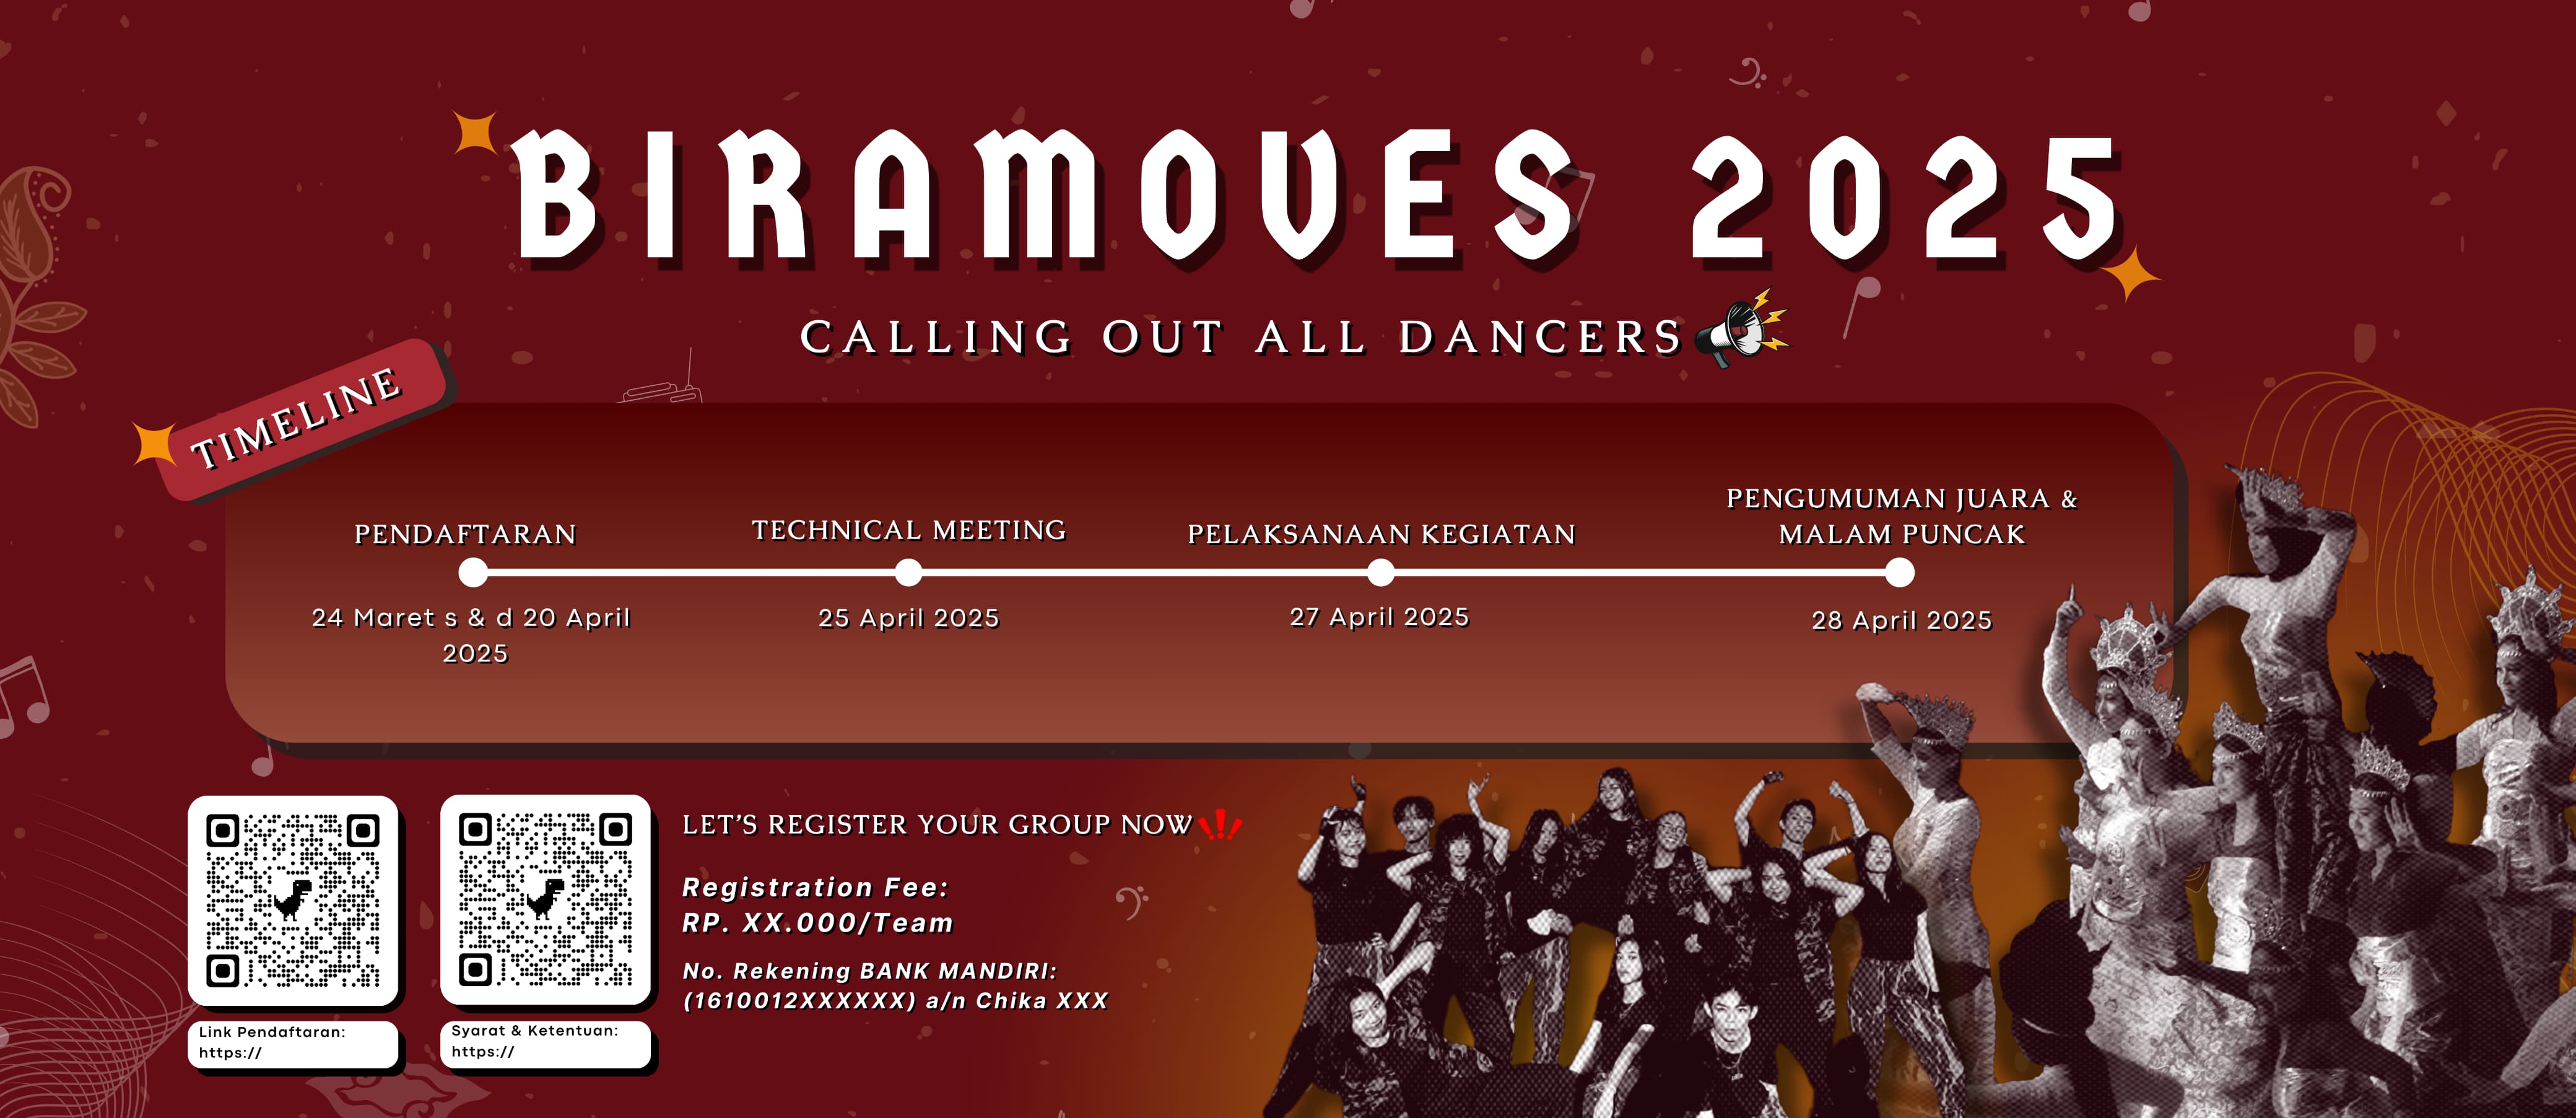 BIRAMOVES 2025
CALLING OUT ALL DANCERS
TIMELINE
PENDAFTARAN
24 Maret s & d 20 April
2025
TECHNICAL MEETING
25 April 2025
PELAKSANAAN KEGIATAN
27 April 2025
PENGUMUMAN JUARA &
MALAM PUNCAK
28 April 2025
Link Pendaftaran:
https://
Syarat & Ketentuan:
https://
LET'S REGISTER YOUR GROUP NOW
Registration Fee:
RP. XX.000/Team
No. Rekening BANK MANDIRI:
(1610012XXXXXX) a/n Chika XXX